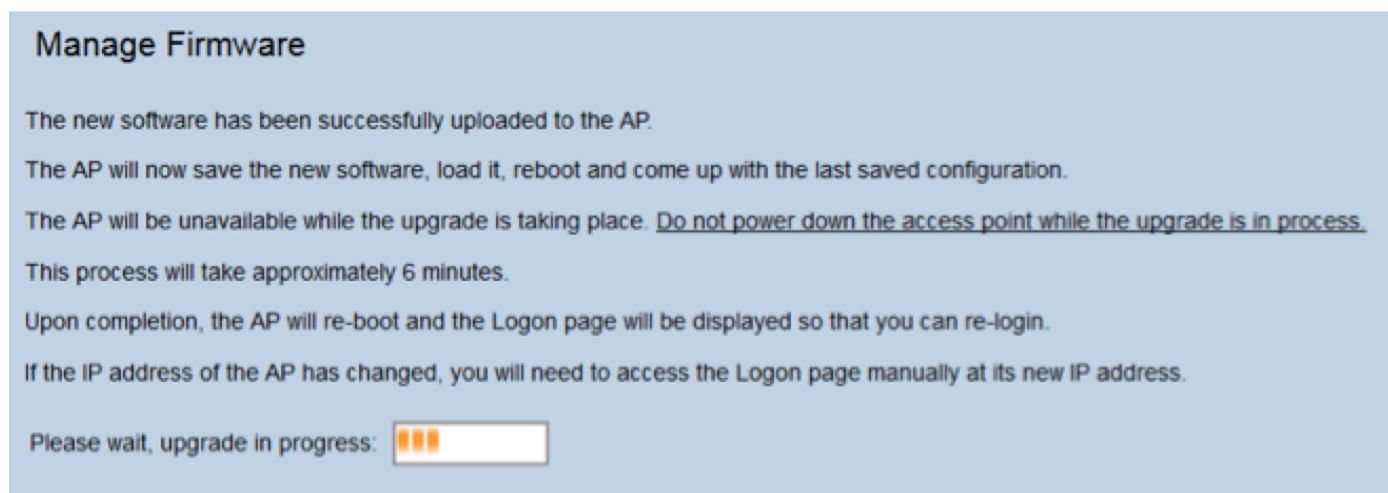 Manage Firmware
The new software has been successfully uploaded to the AP.
The AP will now save the new software, load it, reboot and come up with the last saved configuration.
The AP will be unavailable while the upgrade is taking place. Do not power down the access point while the upgrade is in process.
This process will take approximately 6 minutes.
Upon completion, the AP will re-boot and the Logon page will be displayed so that you can re-login.
If the IP address of the AP has changed, you will need to access the Logon page manually at its new IP address.
Please wait, upgrade in progress: